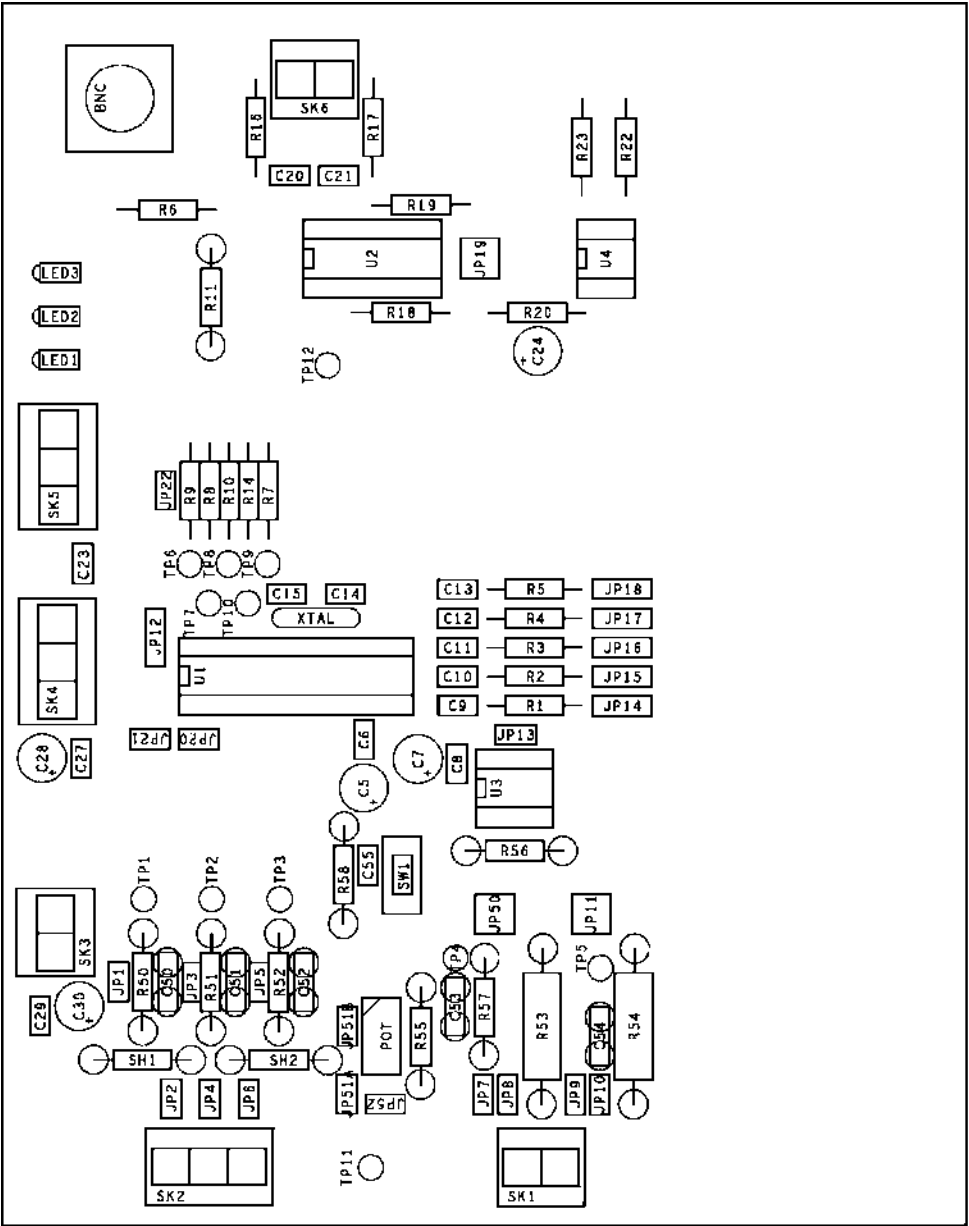 BNC
SK6
R16
R17
C20
C21
R23
R22
R6
R19
U2
JP19
U4
LED3
LED2
LED1
R11
R18
R20
C24
+
TP12
SK5
JP22
R9
R8
R10
R14
R7
C23
TP6
TP8
TP9
TP7
TP10
C15
C14
XTAL
JP12
U1
SK4
C13
R5
JP18
C12
R4
JP17
C11
R3
JP16
C10
R2
JP15
C9
R1
JP14
JP21
JP20
C28
+
C27
C6
C7
+
C8
JP13
U3
C5
+
R58
C55
SW1
R56
TP1
TP2
TP3
SK3
JP50
JP11
JP1
R50
C50
JP3
R51
C51
JP5
R52
C52
TP4
C53
R57
R53
TP5
C54
R54
C29
C30
+
JP51B
POT
R55
SH1
SH2
JP2
JP4
JP6
JP51A
JP52
JP7
JP8
JP9
JP10
SK2
TP11
SK1